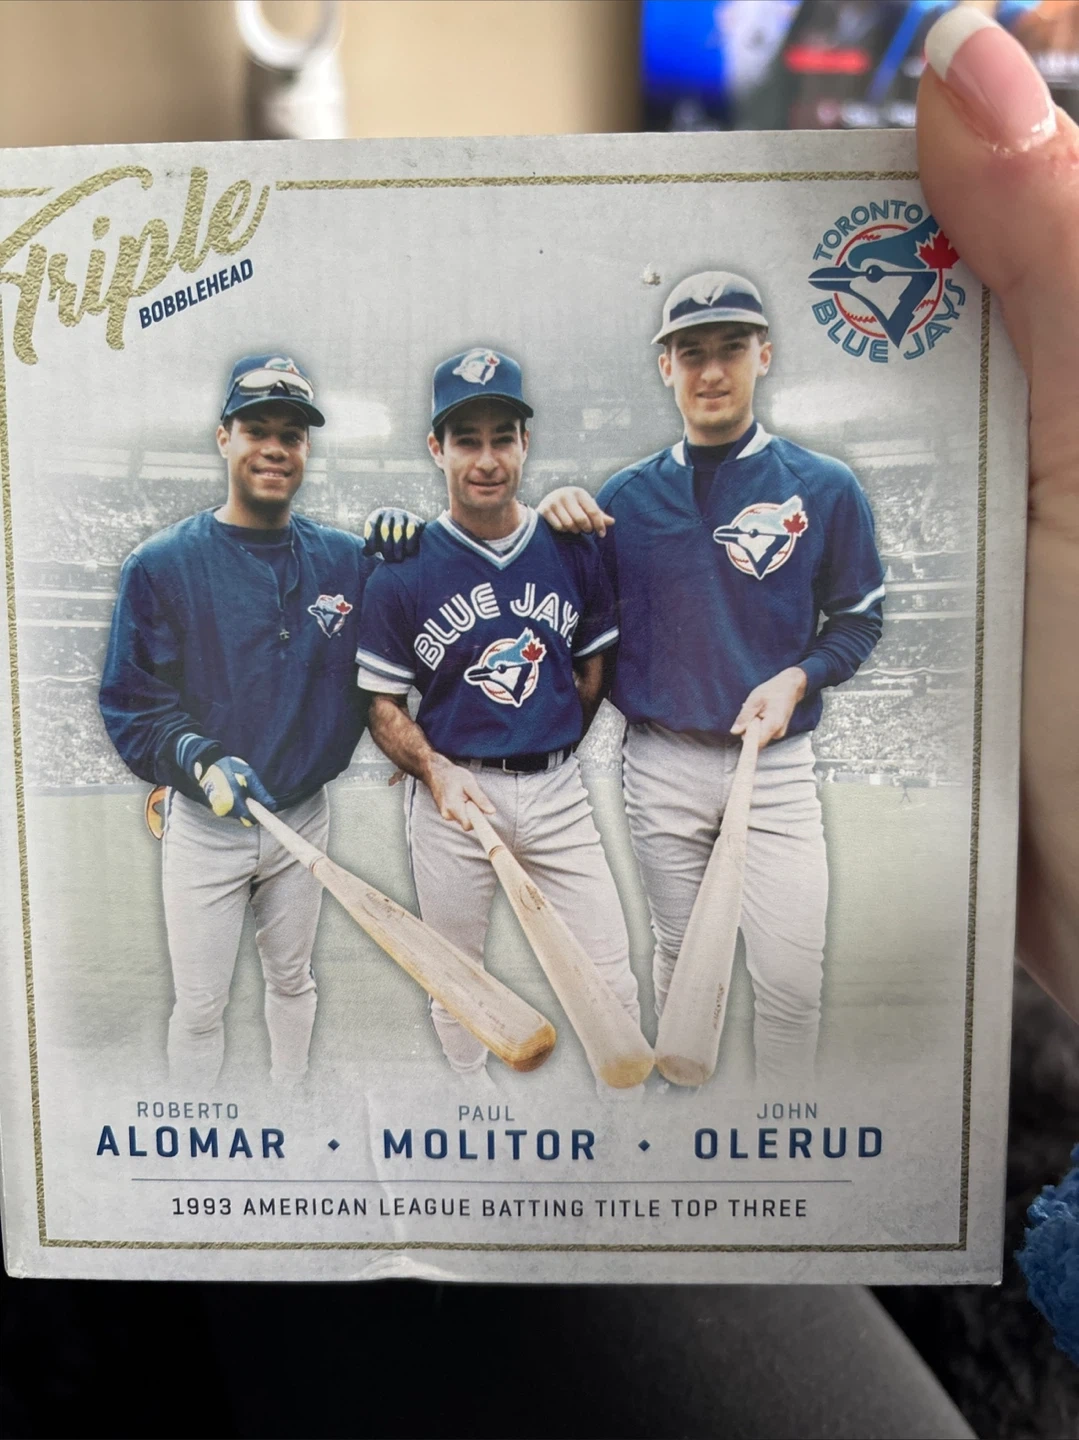 Triple
BOBBLEHEAD
TORONTO
BLUE JAYS
BLUE JAYS
ROBERTO
ALOMAR
PAUL
MOLITOR
JOHN
OLERUD
1993 AMERICAN LEAGUE BATTING TITLE TOP THREE